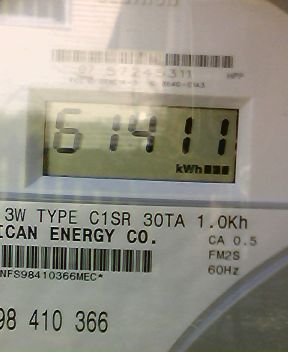 61411
kWh
3W TYPE C1SR 30TA 1.0Kh
ICAN ENERGY CO.
CA 0.5
FM2S
60Hz
NFS98410366MEC*
98 410 366